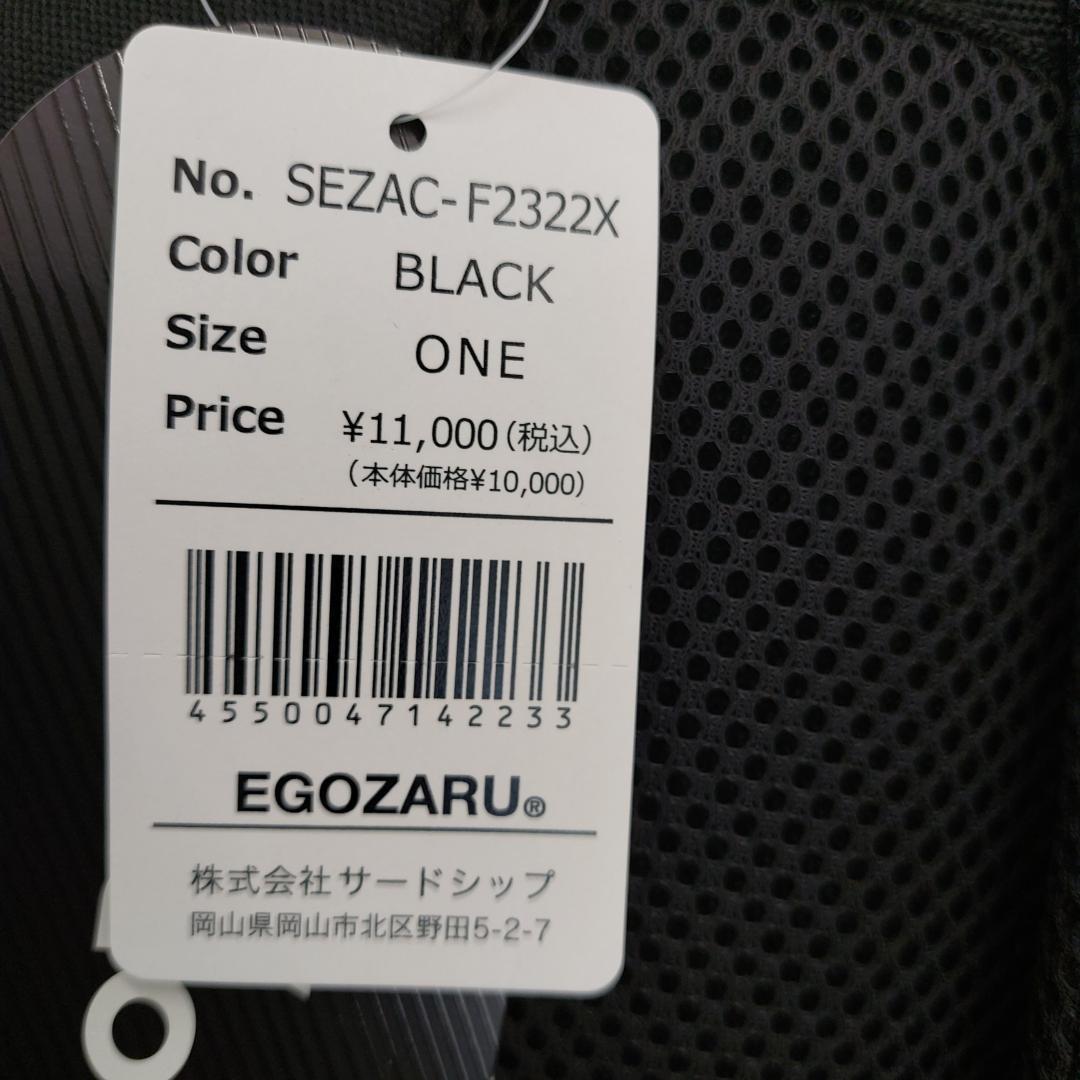 No. SEZAC-F2322X
Color BLACK
Size ONE
Price ¥11,000(税込)
(本体価格¥10,000)
4550047142233
EGOZARU®
株式会社サードシップ
岡山県岡山市北区野田5-2-7